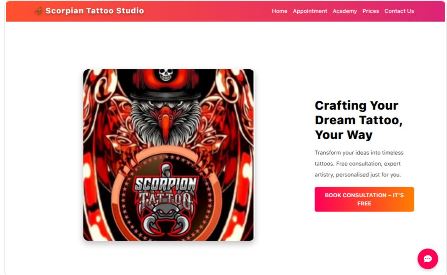 Scorpian Tattoo Studio
Home Appointment Academy Prices Contact Us
SCORPION
TATTOO
Crafting Your
Dream Tattoo,
Your Way
Transform your ideas into timeless
tattoos. Free consultation, expert
artistry, personalised just for you.
BOOK CONSULTATION – IT'S
FREE